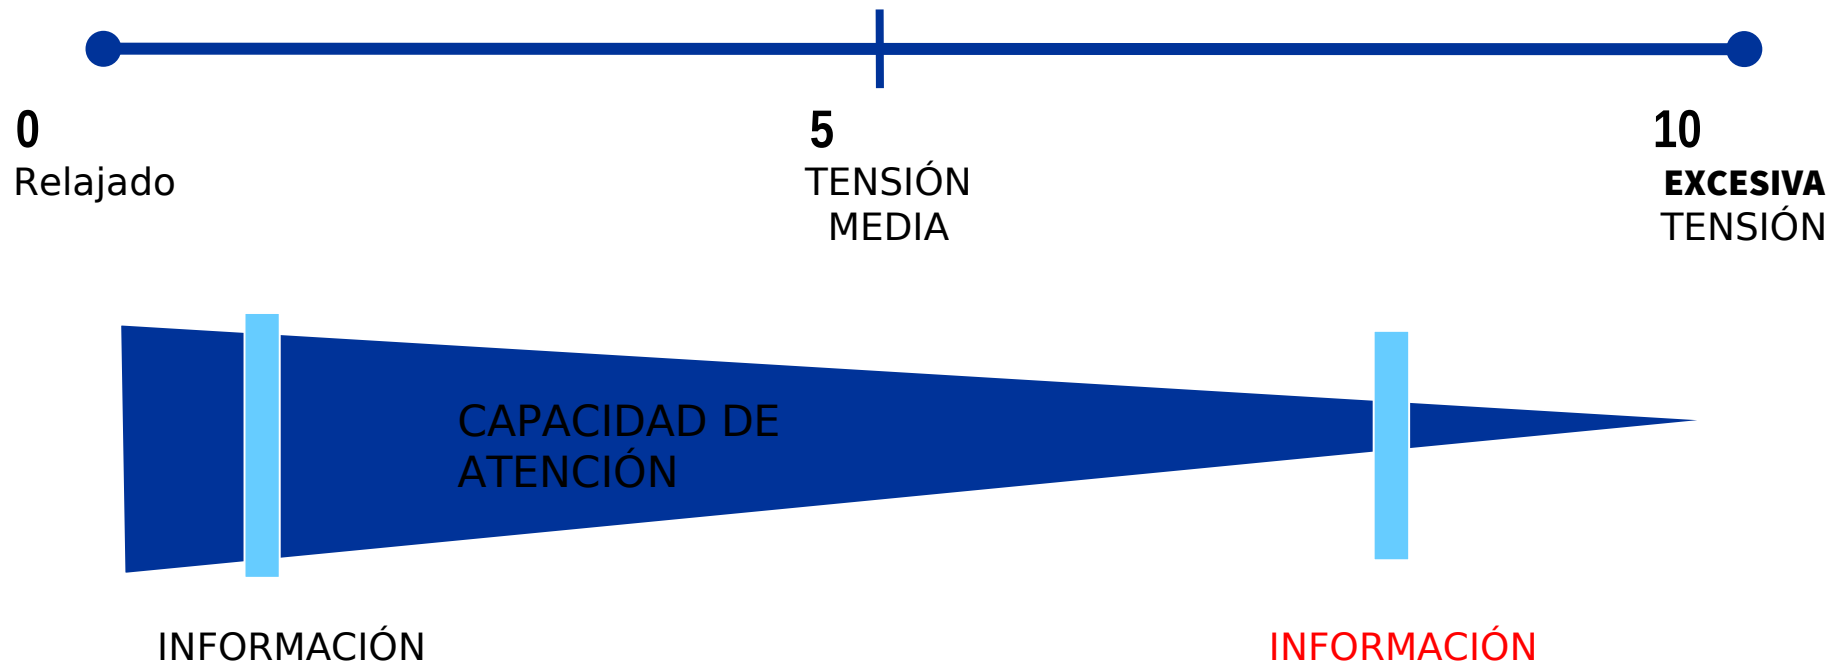 0
5
10
Relajado
TENSIÓN
MEDIA
EXCESIVA
TENSIÓN
CAPACIDAD DE
ATENCIÓN
INFORMACIÓN
INFORMACIÓN